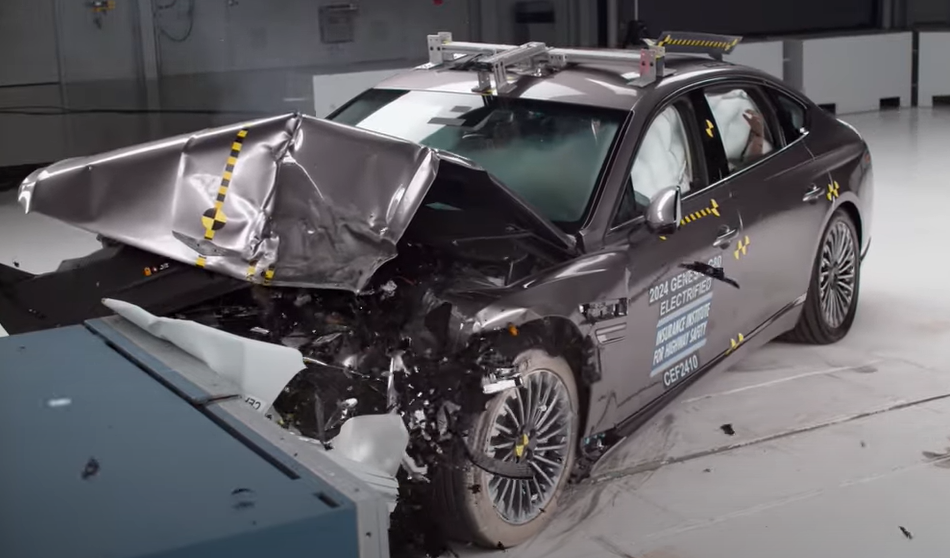 2024 GENESIS G80
ELECTRIFIED
INSURANCE INSTITUTE
FOR HIGHWAY SAFETY
CEF2410